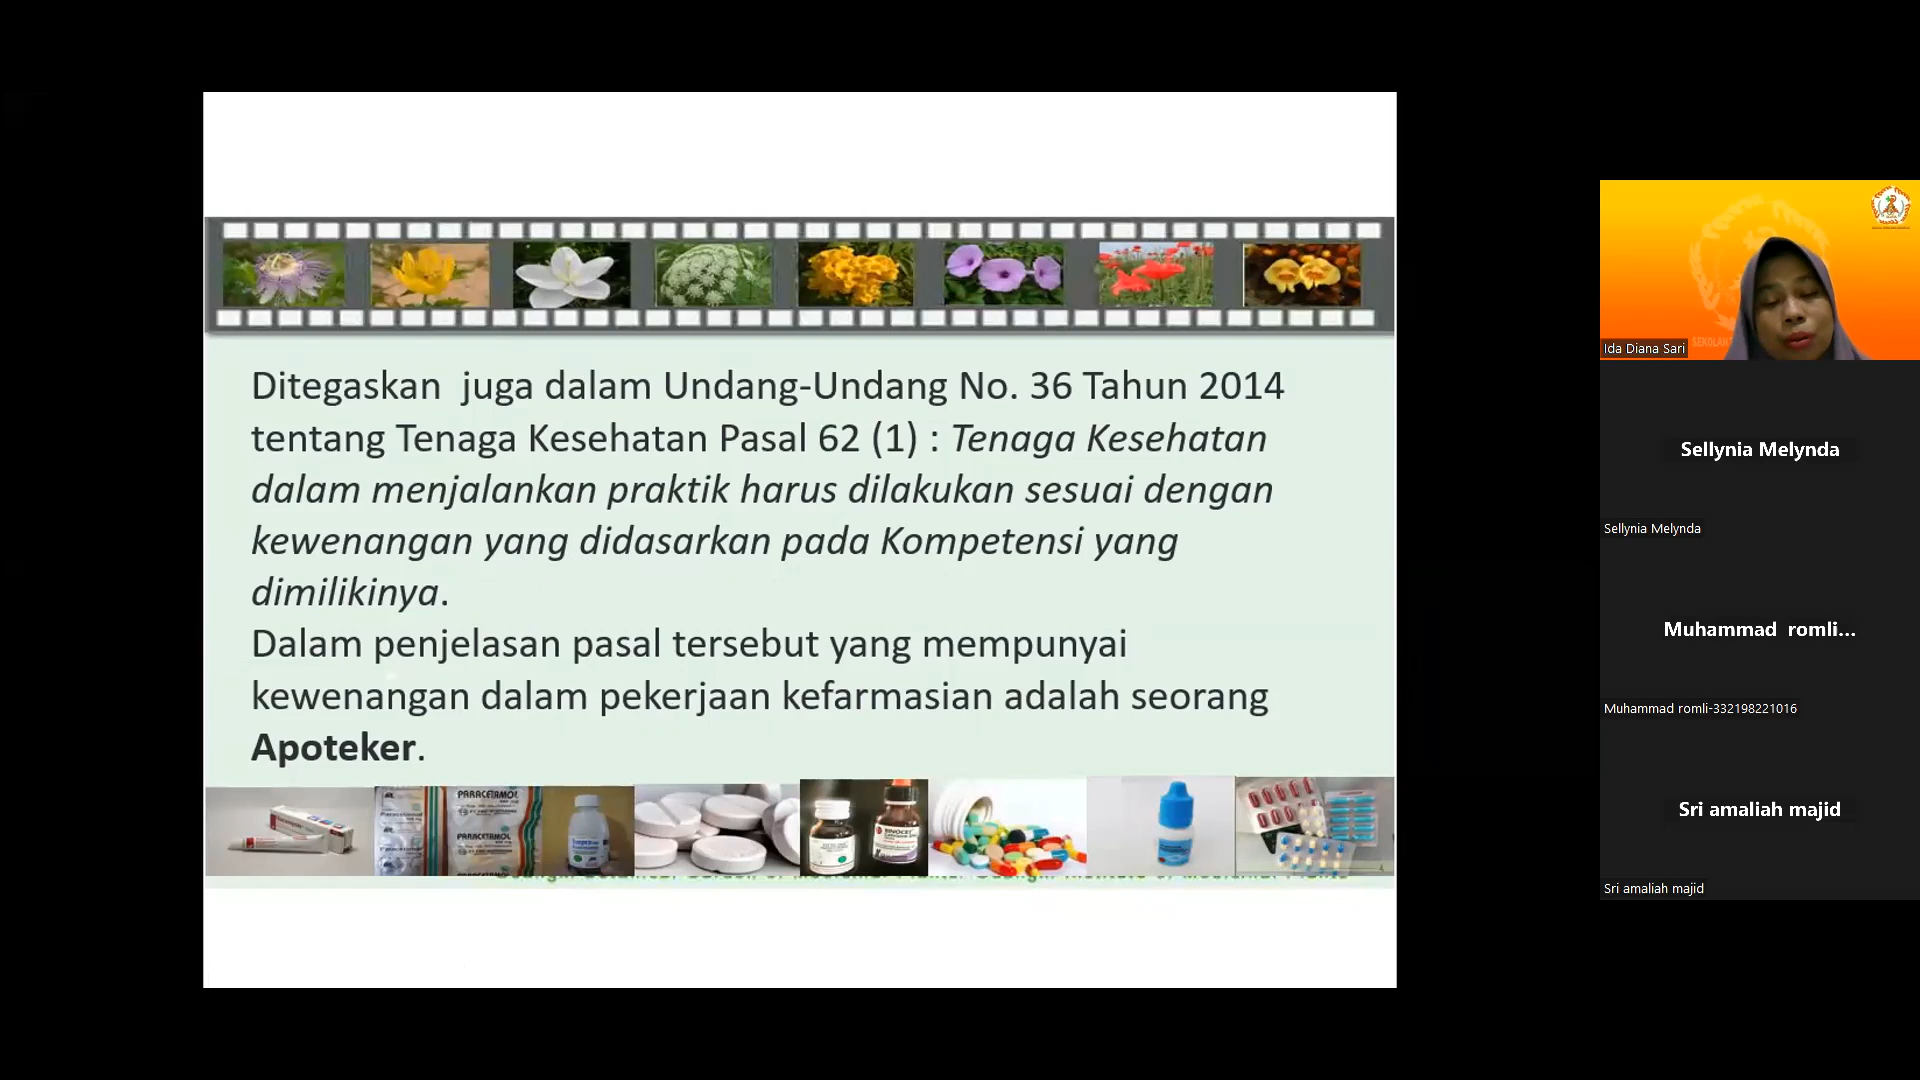 Ditegaskan juga dalam Undang-Undang No. 36 Tahun 2014
tentang Tenaga Kesehatan Pasal 62 (1) : Tenaga Kesehatan
dalam menjalankan praktik harus dilakukan sesuai dengan
kewenangan yang didasarkan pada Kompetensi yang
dimilikinya.
Dalam penjelasan pasal tersebut yang mempunyai
kewenangan dalam pekerjaan kefarmasian adalah seorang
Apoteker.
PARACETAMOL
PARACETAMOL
4
Ida Diana Sari
Sellynia Melynda
Sellynia Melynda
Muhammad romli...
Muhammad romli-332198221016
Sri amaliah majid
Sri amaliah majid